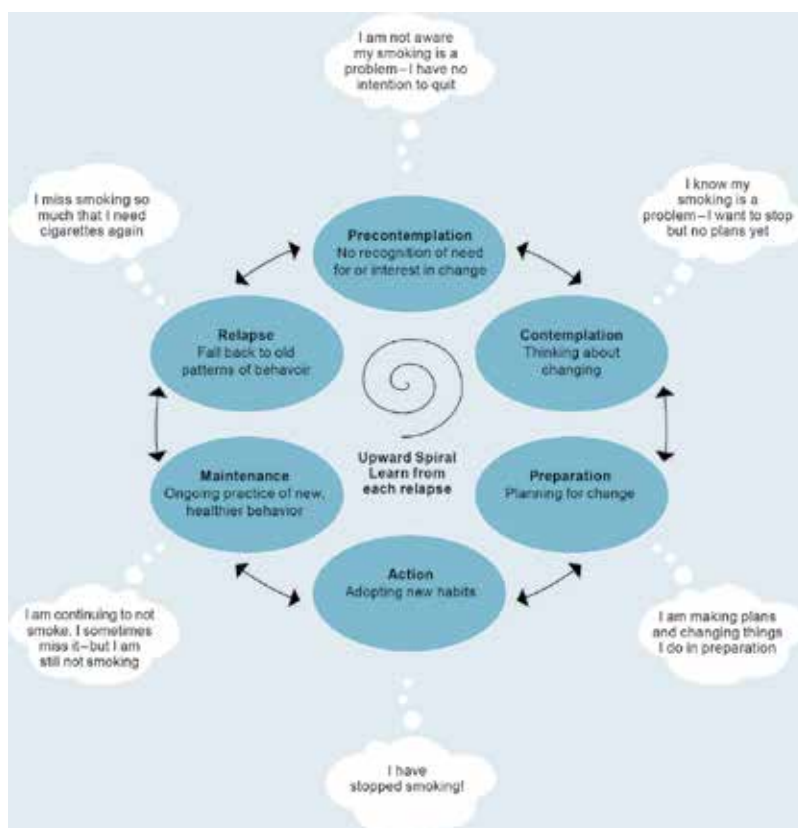 I am not aware
my smoking is a
problem–I have no
intention to quit
I know my
smoking is a
problem–I want to stop
but no plans yet
I miss smoking so
much that I need
cigarettes again
Precontemplation
No recognition of need
for or interest in change
Relapse
Fall back to old
patterns of behavoir
Contemplation
Thinking about
changing
Upward Spiral
Learn from
each relapse
Maintenance
Ongoing practice of new,
healthier behavior
Preparation
Planning for change
Action
Adopting new habits
I am continuing to not
smoke. I sometimes
miss it–but I am
still not smoking
I am making plans
and changing things
I do in preparation
I have
stopped smoking!